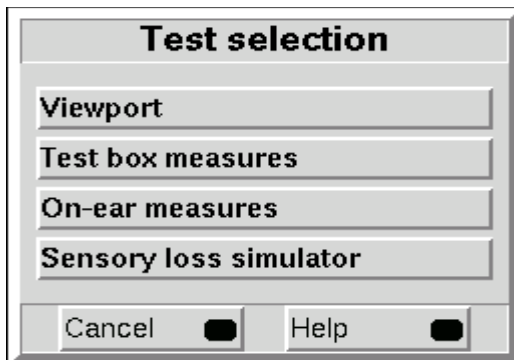 Test selection
Viewport
Test box measures
On-ear measures
Sensory loss simulator
Cancel Help